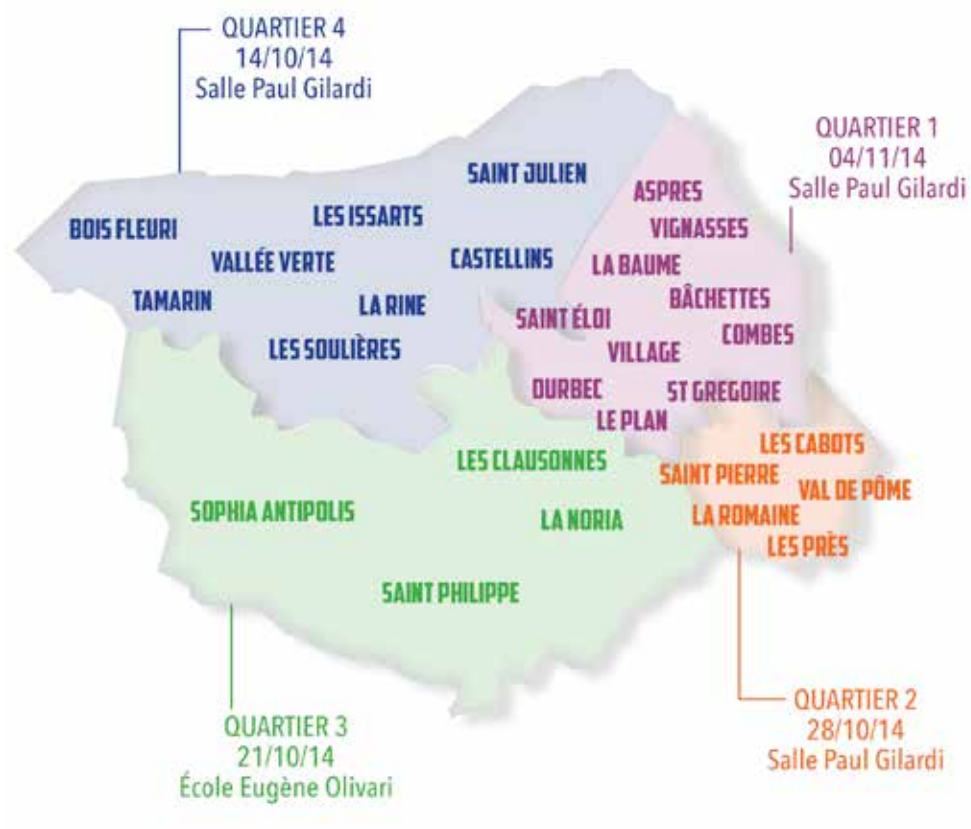 QUARTIER 4
14/10/14
Salle Paul Gilardi
QUARTIER 1
04/11/14
Salle Paul Gilardi
SAINT JULIEN
BOIS FLEURI
LES ISSARTS
VALLÉE VERTE
CASTELLINS
TAMARIN
LA RINE
LES SOULIÈRES
ASPRES
VIGNASSES
LA BAUME
BÂCHETTES
SAINT ÉLOI
COMBES
VILLAGE
DURBEC
ST GREGOIRE
LE PLAN
LES CLAUSONNES
SOPHIA ANTIPOLIS
LA NORIA
SAINT PHILIPPE
LES CABOTS
SAINT PIERRE
VAL DE PÔME
LA ROMAINE
LES PRÈS
QUARTIER 3
21/10/14
École Eugène Olivari
QUARTIER 2
28/10/14
Salle Paul Gilardi